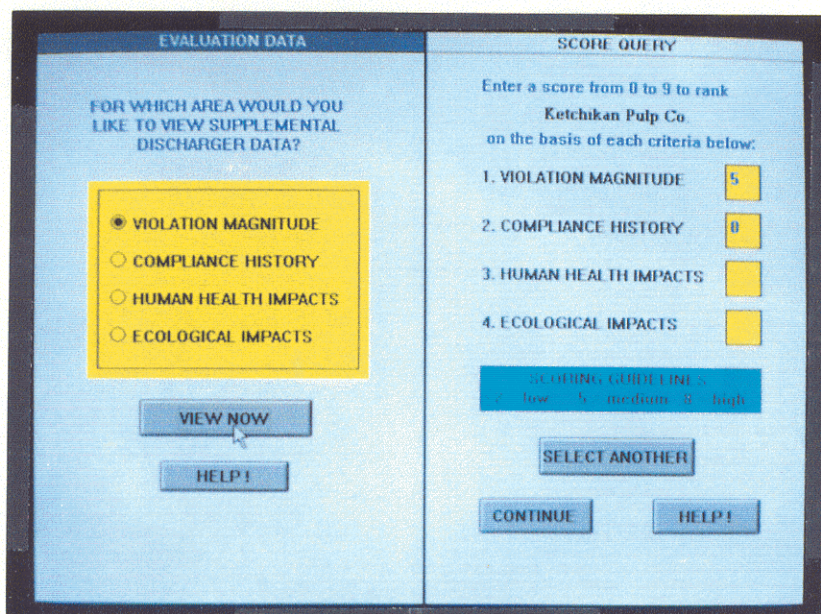 EVALUATION DATA
FOR WHICH AREA WOULD YOU
LIKE TO VIEW SUPPLEMENTAL
DISCHARGER DATA?
VIOLATION MAGNITUDE
COMPLIANCE HISTORY
HUMAN HEALTH IMPACTS
ECOLOGICAL IMPACTS
VIEW NOW
HELP!
SCORE QUERY
Enter a score from 0 to 9 to rank
Ketchikan Pulp Co.
on the basis of each criteria below:
1. VIOLATION MAGNITUDE 5
2. COMPLIANCE HISTORY
3. HUMAN HEALTH IMPACTS
4. ECOLOGICAL IMPACTS
SCORING GUIDELINES
low 5 medium 8 high
SELECT ANOTHER
CONTINUE HELP!